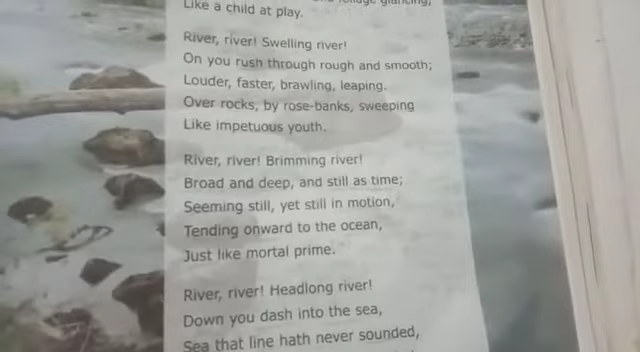 foliage glancing,
Like a child at play.
River, river! Swelling river!
On you rush through rough and smooth;
Louder, faster, brawling, leaping.
Over rocks, by rose-banks, sweeping
Like impetuous youth.
River, river! Brimming river!
Broad and deep, and still as time;
Seeming still, yet still in motion,
Tending onward to the ocean,
Just like mortal prime.
River, river! Headlong river!
Down you dash into the sea,
Sea that line hath never sounded,